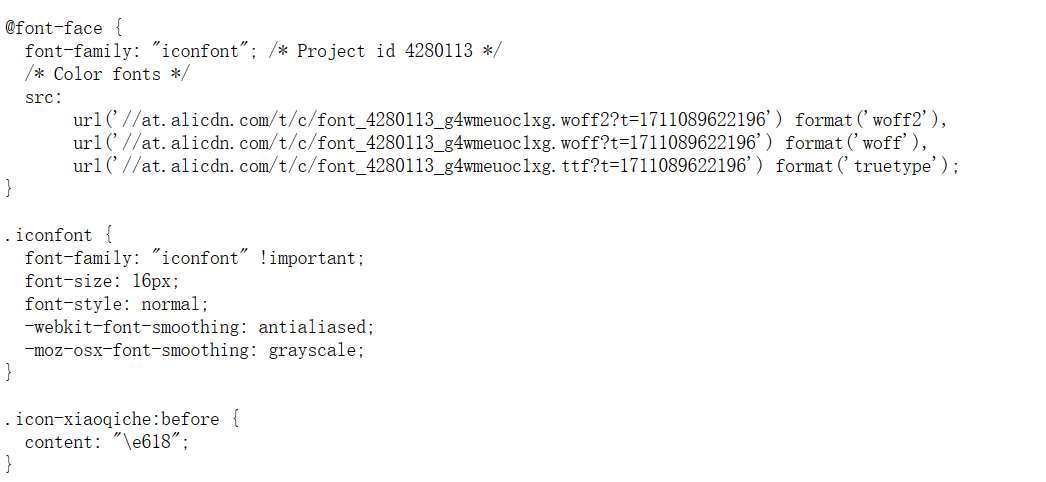 @font-face {
  font-family: "iconfont"; /* Project id 4280113 */
  /* Color fonts */
  src:
       url('//at.alicdn.com/t/c/font_4280113_g4wmeuoc1xg.woff2?t=1711089622196') format('woff2'),
       url('//at.alicdn.com/t/c/font_4280113_g4wmeuoc1xg.woff?t=1711089622196') format('woff'),
       url('//at.alicdn.com/t/c/font_4280113_g4wmeuoc1xg.ttf?t=1711089622196') format('truetype');
}

.iconfont {
  font-family: "iconfont" !important;
  font-size: 16px;
  font-style: normal;
  -webkit-font-smoothing: antialiased;
  -moz-osx-font-smoothing: grayscale;
}

.icon-xiaoqiche:before {
  content: "\e618";
}